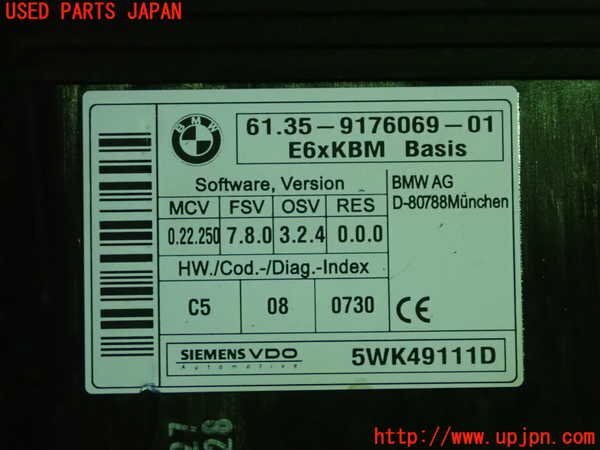 USED PARTS JAPAN
BMW
61.35-9176069-01
E6xKBM Basis
Software, Version
MCV FSV OSV RES
0.22.250 7.8.0 3.2.4 0.0.0
HW./Cod.-/Diag.-Index
C5 08 0730
BMW AG
D-80788München
CE
SIEMENS VDO
Automotive
5WK49111D
http://www.upjpn.com/